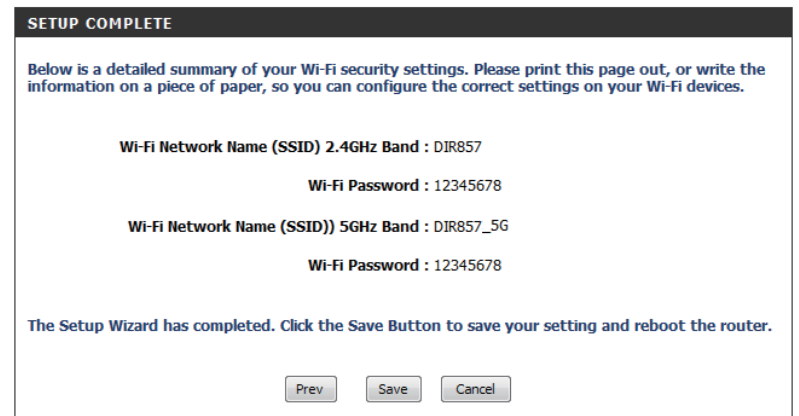 SETUP COMPLETE
Below is a detailed summary of your Wi-Fi security settings. Please print this page out, or write the
information on a piece of paper, so you can configure the correct settings on your Wi-Fi devices.
Wi-Fi Network Name (SSID) 2.4GHz Band : DIR857
Wi-Fi Password : 12345678
Wi-Fi Network Name (SSID)) 5GHz Band : DIR857_5G
Wi-Fi Password : 12345678
The Setup Wizard has completed. Click the Save Button to save your setting and reboot the router.
Prev Save Cancel